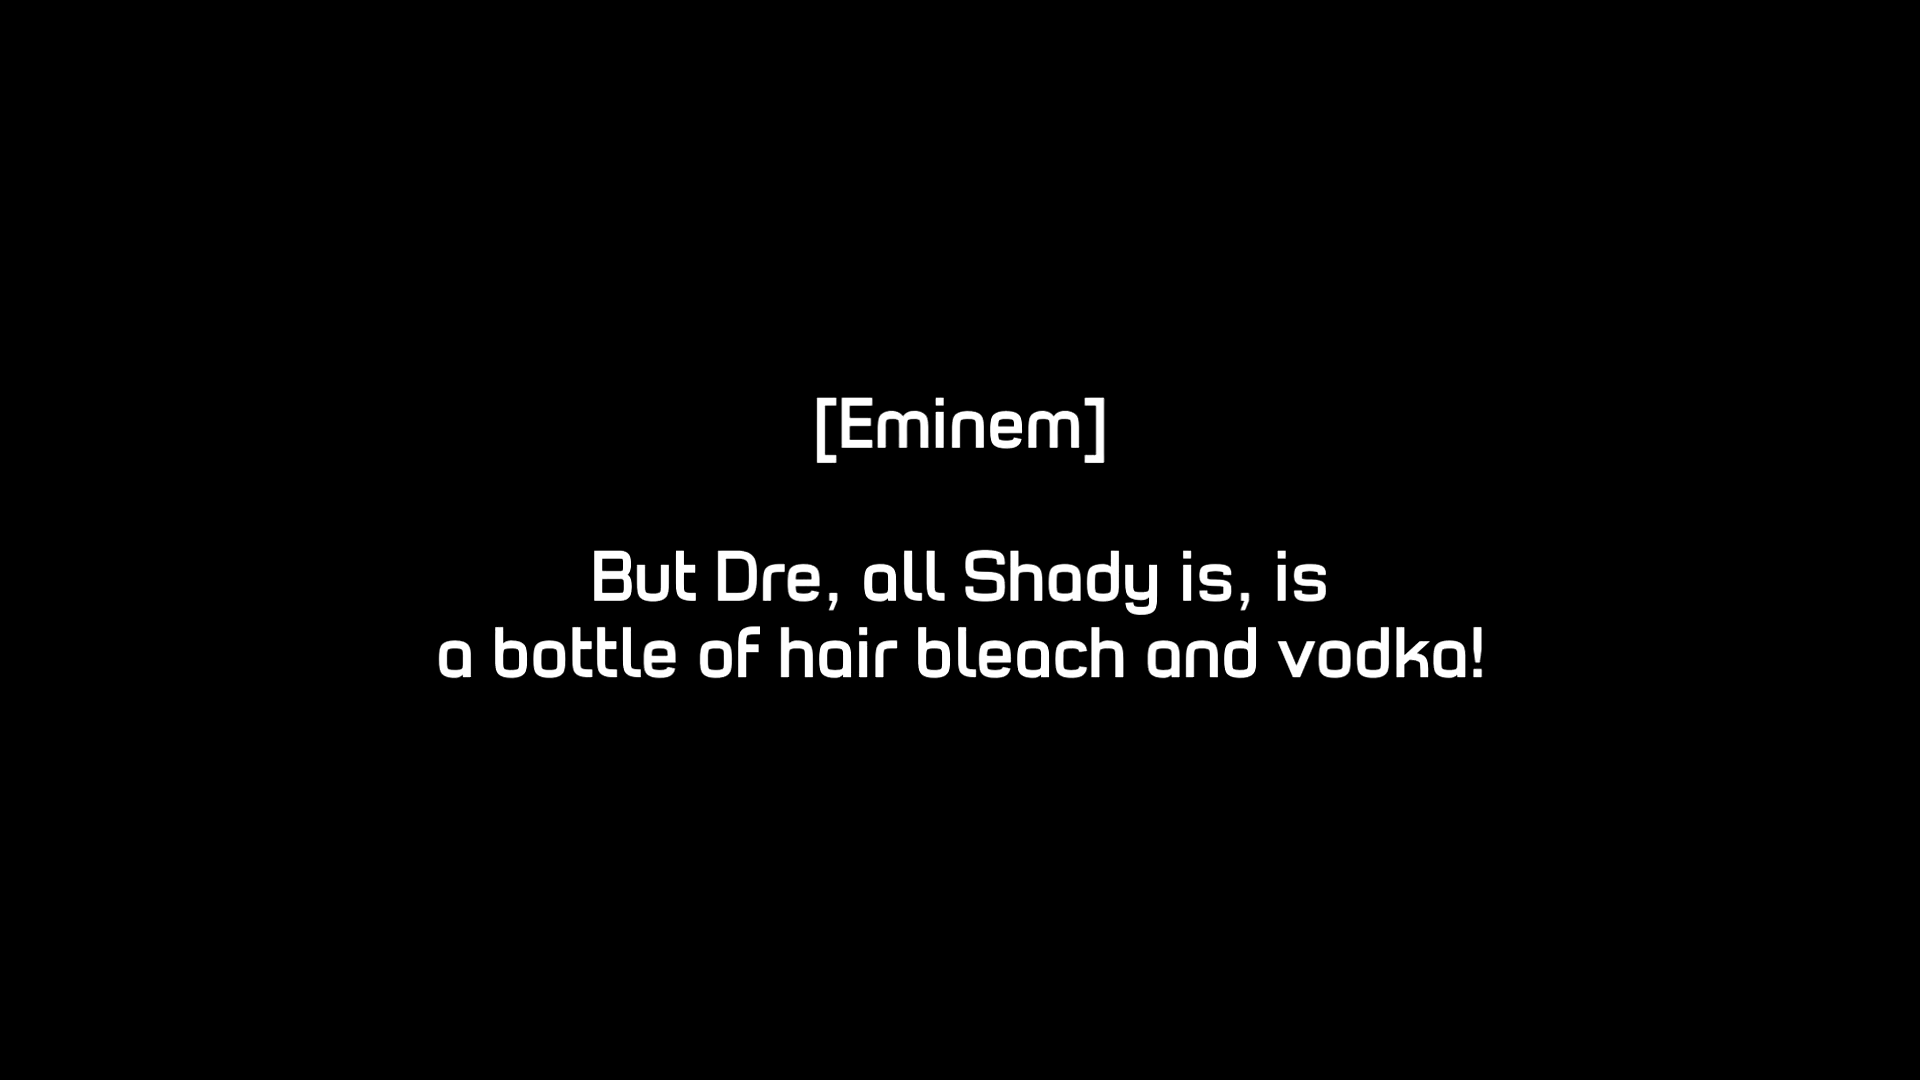 [Eminem]
But Dre, all Shady is, is
a bottle of hair bleach and vodka!